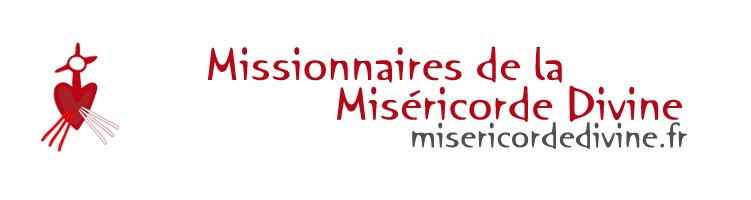 Missionnaires de la
Miséricorde Divine
misericordedivine.fr